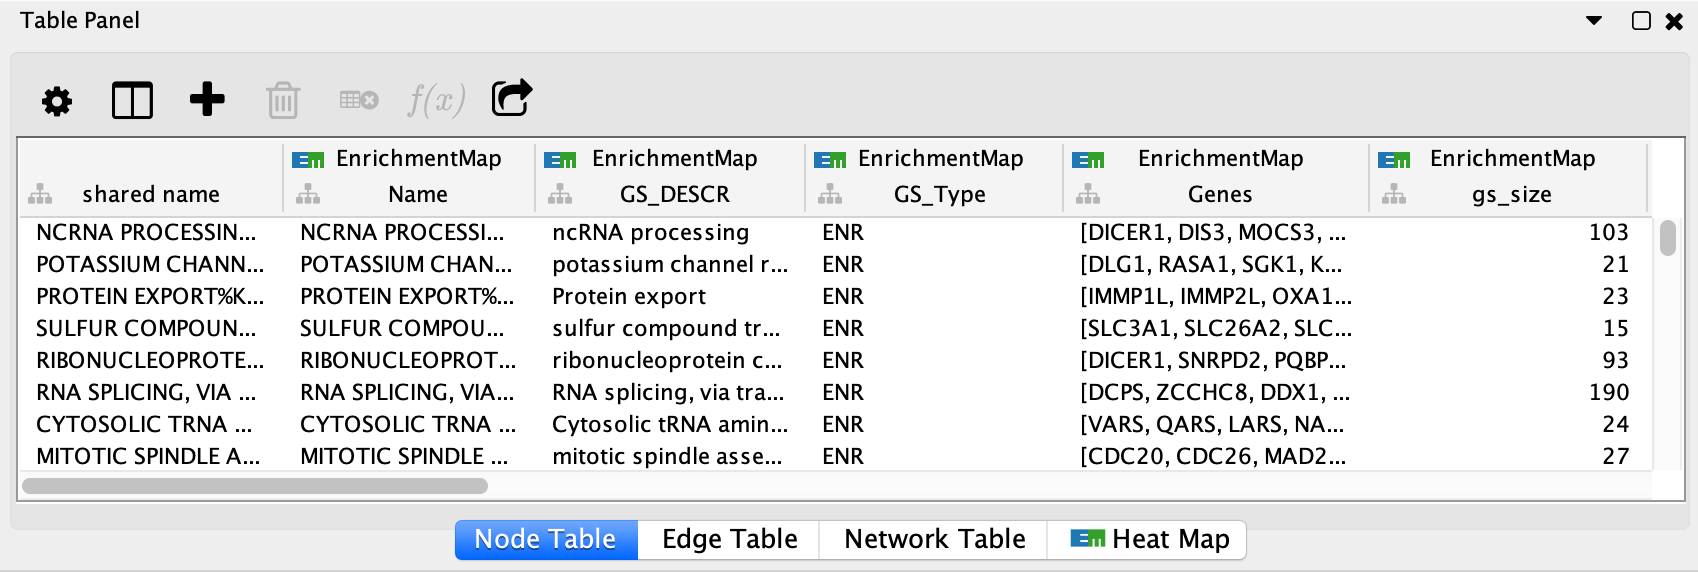 Table Panel
f(x)
EnrichmentMap EnrichmentMap EnrichmentMap EnrichmentMap EnrichmentMap
shared name Name GS_DESCR GS_Type Genes gs_size
NCRNA PROCESSIN... NCRNA PROCESSI... ncRNA processing ENR [DICER1, DIS3, MOCS3, ... 103
POTASSIUM CHANN... POTASSIUM CHAN... potassium channel r... ENR [DLG1, RASA1, SGK1, K... 21
PROTEIN EXPORT%K... PROTEIN EXPORT%... Protein export ENR [IMMP1L, IMMP2L, OXA1... 23
SULFUR COMPOUN... SULFUR COMPOU... sulfur compound tr... ENR [SLC3A1, SLC26A2, SLC... 15
RIBONUCLEOPROTE... RIBONUCLEOPROT... ribonucleoprotein c... ENR [DICER1, SNRPD2, PQBP... 93
RNA SPLICING, VIA ... RNA SPLICING, VIA... RNA splicing, via tra... ENR [DCPS, ZCCHC8, DDX1, ... 190
CYTOSOLIC TRNA ... CYTOSOLIC TRNA ... Cytosolic tRNA amin... ENR [VARS, QARS, LARS, NA... 24
MITOTIC SPINDLE A... MITOTIC SPINDLE ... mitotic spindle asse... ENR [CDC20, CDC26, MAD2... 27
Node Table Edge Table Network Table Em Heat Map